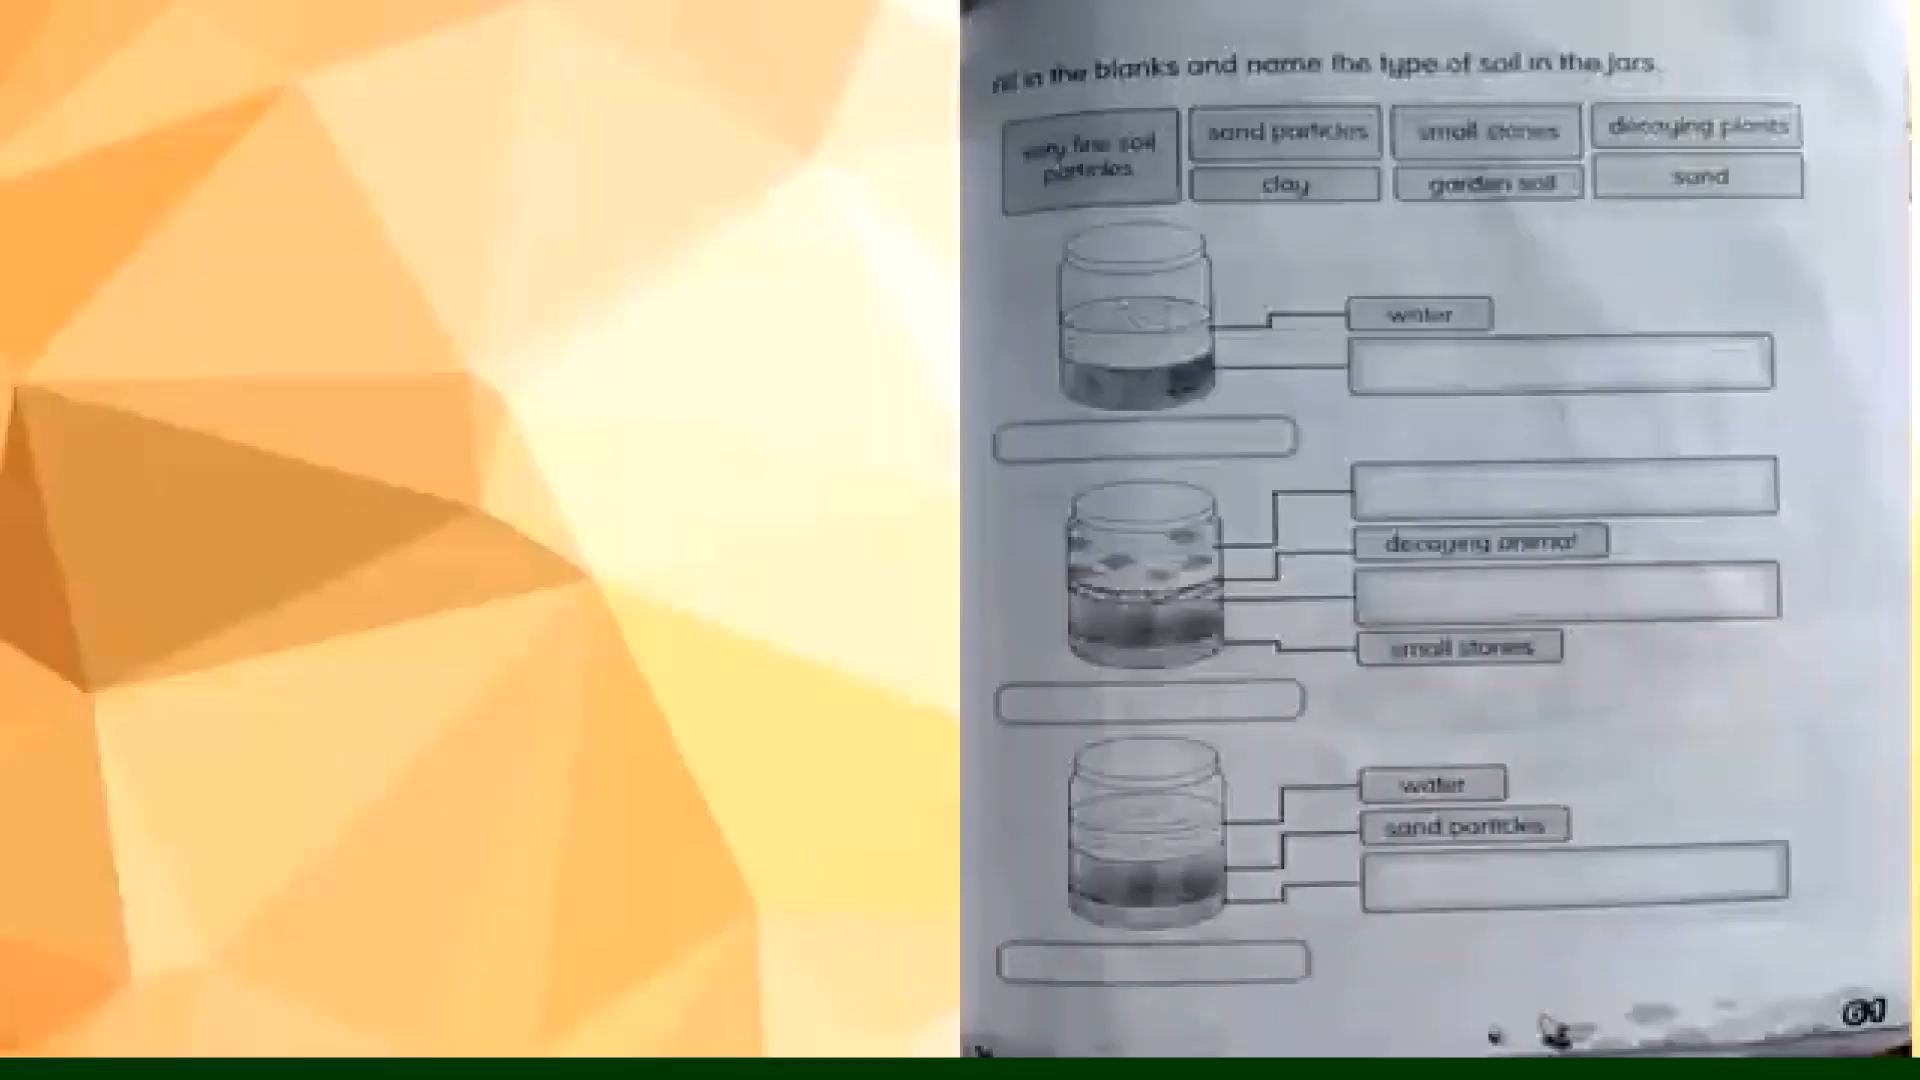 Fill in the blanks and name the type of soil in the jars.
very fine soil
particles
sand particles
small stones
decaying plants
clay
garden soil
sand
water
decaying animal
small stones
water
sand particles
61